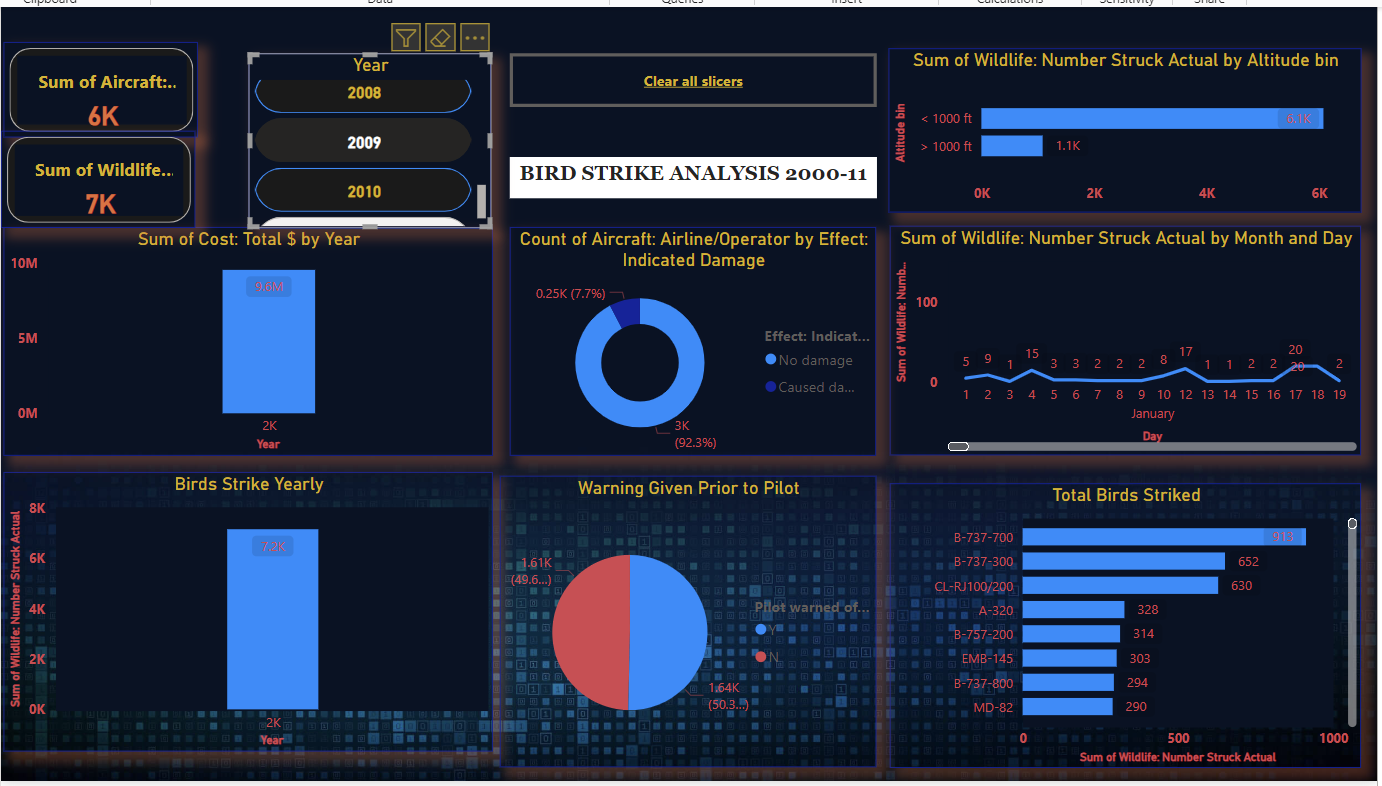 Clipboard
Data
Queries
Insert
Calculations
Sensitivity
Share
Sum of Aircraft:..
6K
Sum of Wildlife...
7K
Year
2008
2009
2010
Clear all slicers
BIRD STRIKE ANALYSIS 2000-11
Sum of Wildlife: Number Struck Actual by Altitude bin
Altitude bin
< 1000 ft
6.1K
> 1000 ft
1.1K
0K 2K 4K 6K
Sum of Cost: Total $ by Year
10M
9.6M
5M
0M
2K
Year
Count of Aircraft: Airline/Operator by Effect:
Indicated Damage
0.25K (7.7%)
3K
(92.3%)
Effect: Indicat...
No damage
Caused da...
Sum of Wildlife: Number Struck Actual by Month and Day
Sum of Wildlife: Numb...
100
0
5 9 1 15 3 3 2 2 2 8 17 1 1 2 2 20 20 2
1 2 3 4 5 6 7 8 9 10 12 13 14 15 16 17 18 19
January
Day
Birds Strike Yearly
Sum of Wildlife: Number Struck Actual
8K
7.2K
6K
4K
2K
0K
2K
Year
Warning Given Prior to Pilot
1.61K
(49.6...)
1.64K
(50.3...)
Pilot warned of...
Y
N
Total Birds Striked
B-737-700 913
B-737-300 652
CL-RJ100/200 630
A-320 328
B-757-200 314
EMB-145 303
B-737-800 294
MD-82 290
0 500 1000
Sum of Wildlife: Number Struck Actual